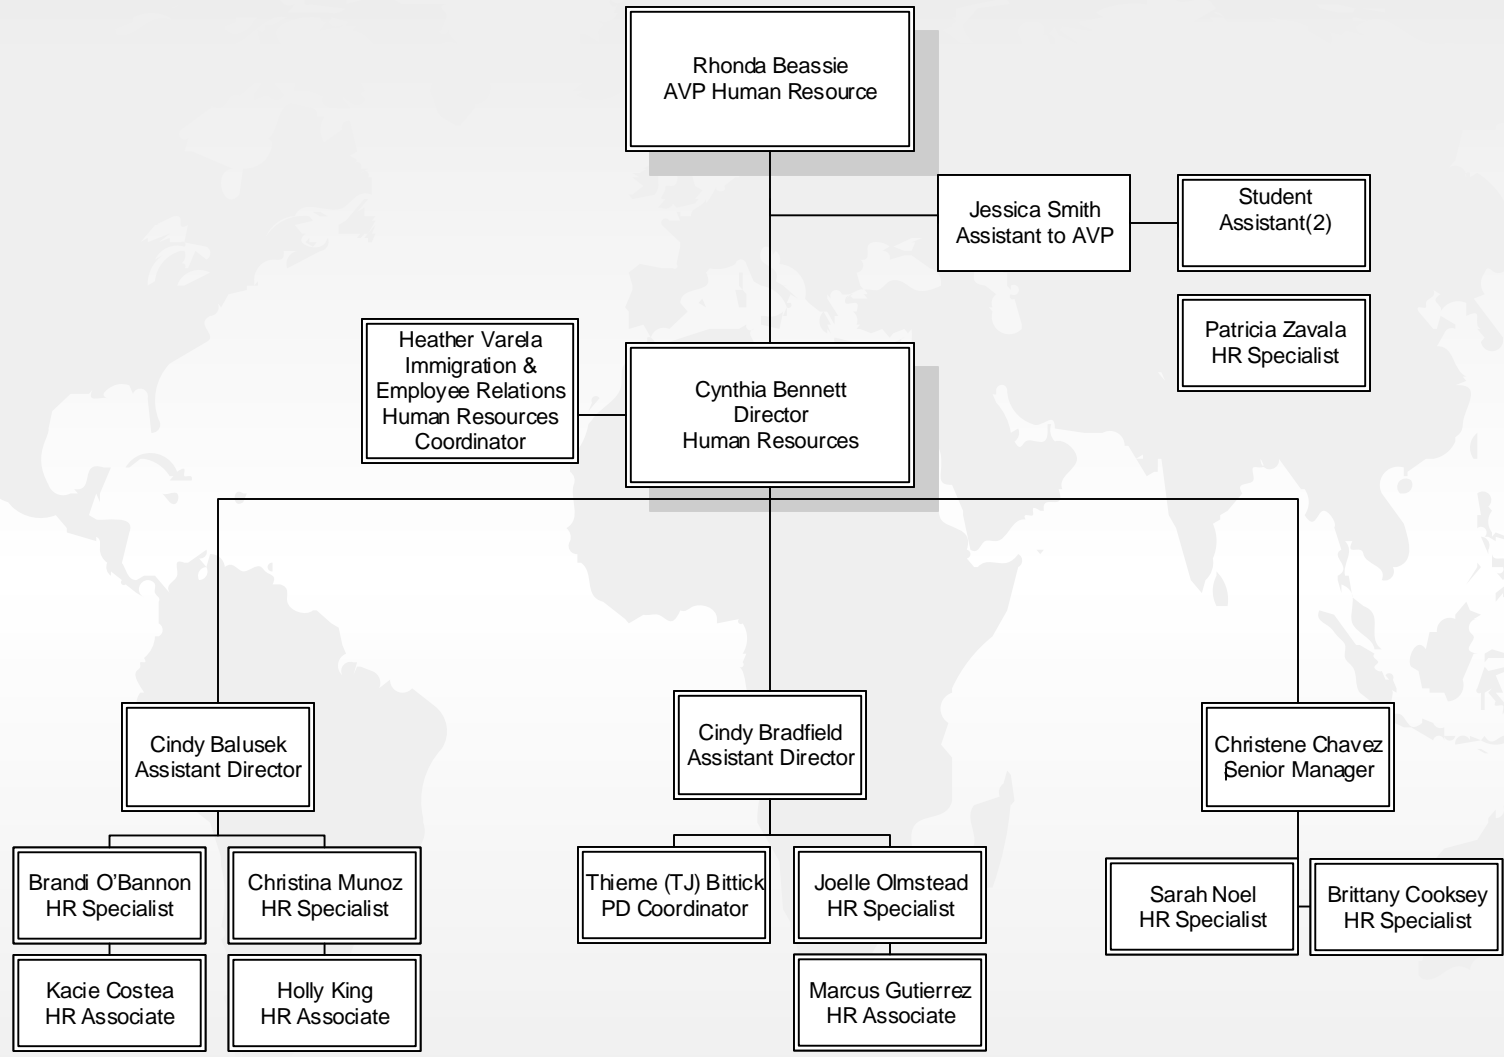 Rhonda Beassie
AVP Human Resource
Jessica Smith
Assistant to AVP
Student
Assistant(2)
Patricia Zavala
HR Specialist
Heather Varela
Immigration &
Employee Relations
Human Resources
Coordinator
Cynthia Bennett
Director
Human Resources
Cindy Balusek
Assistant Director
Cindy Bradfield
Assistant Director
Christene Chavez
Senior Manager
Brandi O'Bannon
HR Specialist
Christina Munoz
HR Specialist
Thieme (TJ) Bittick
PD Coordinator
Joelle Olmstead
HR Specialist
Sarah Noel
HR Specialist
Brittany Cooksey
HR Specialist
Kacie Costea
HR Associate
Holly King
HR Associate
Marcus Gutierrez
HR Associate